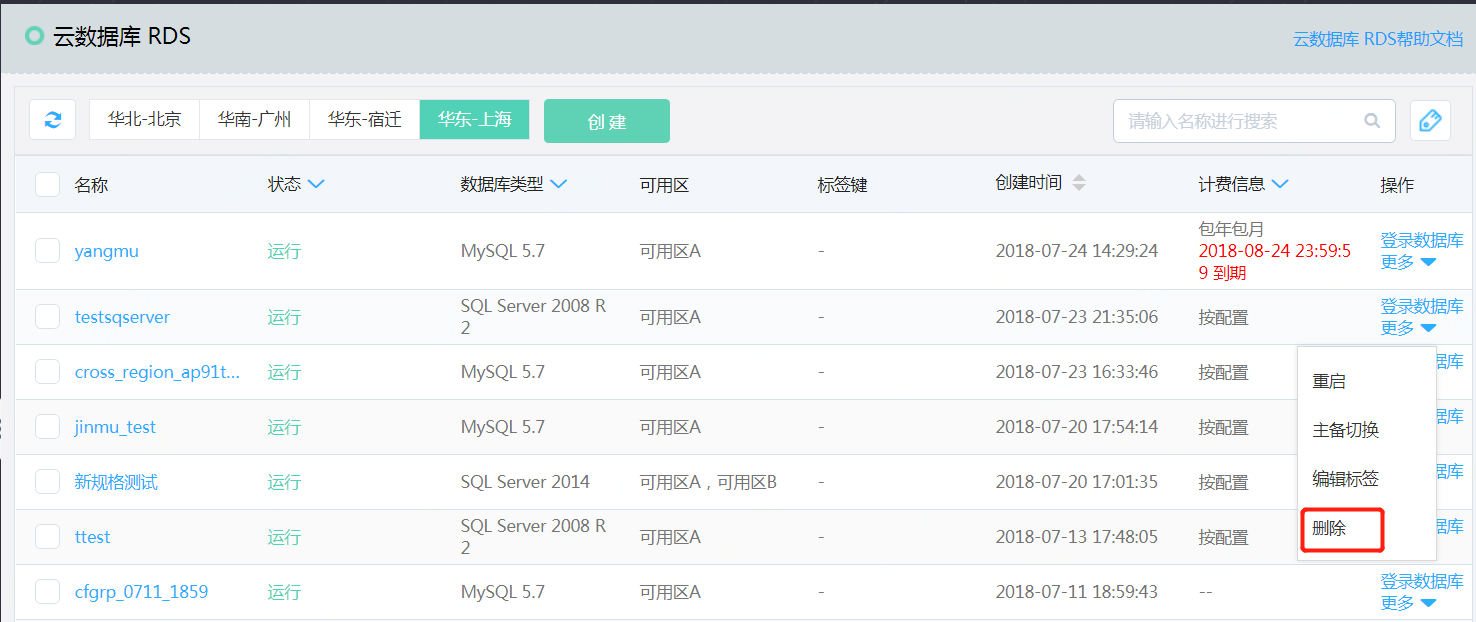 云数据库 RDS
云数据库 RDS帮助文档
华北-北京 华南-广州 华东-宿迁 华东-上海 创 建 请输入名称进行搜索
名称 状态 数据库类型 可用区 标签键 创建时间 计费信息 操作
yangmu 运行 MySQL 5.7 可用区A - 2018-07-24 14:29:24 包年包月
2018-08-24 23:59:5
9 到期
登录数据库
更多
testsqserver 运行 SQL Server 2008 R
2
可用区A - 2018-07-23 21:35:06 按配置 登录数据库
更多
cross_region_ap91t... 运行 MySQL 5.7 可用区A - 2018-07-23 16:33:46 按配置 据库
重启
jinmu_test 运行 MySQL 5.7 可用区A - 2018-07-20 17:54:14 按配置 据库
主备切换
新规格测试 运行 SQL Server 2014 可用区A，可用区B - 2018-07-20 17:01:35 按配置 据库
编辑标签
ttest 运行 SQL Server 2008 R
2
可用区A - 2018-07-13 17:48:05 按配置 据库
删除
cfgrp_0711_1859 运行 MySQL 5.7 可用区A - 2018-07-11 18:59:43 -- 登录数据库
更多